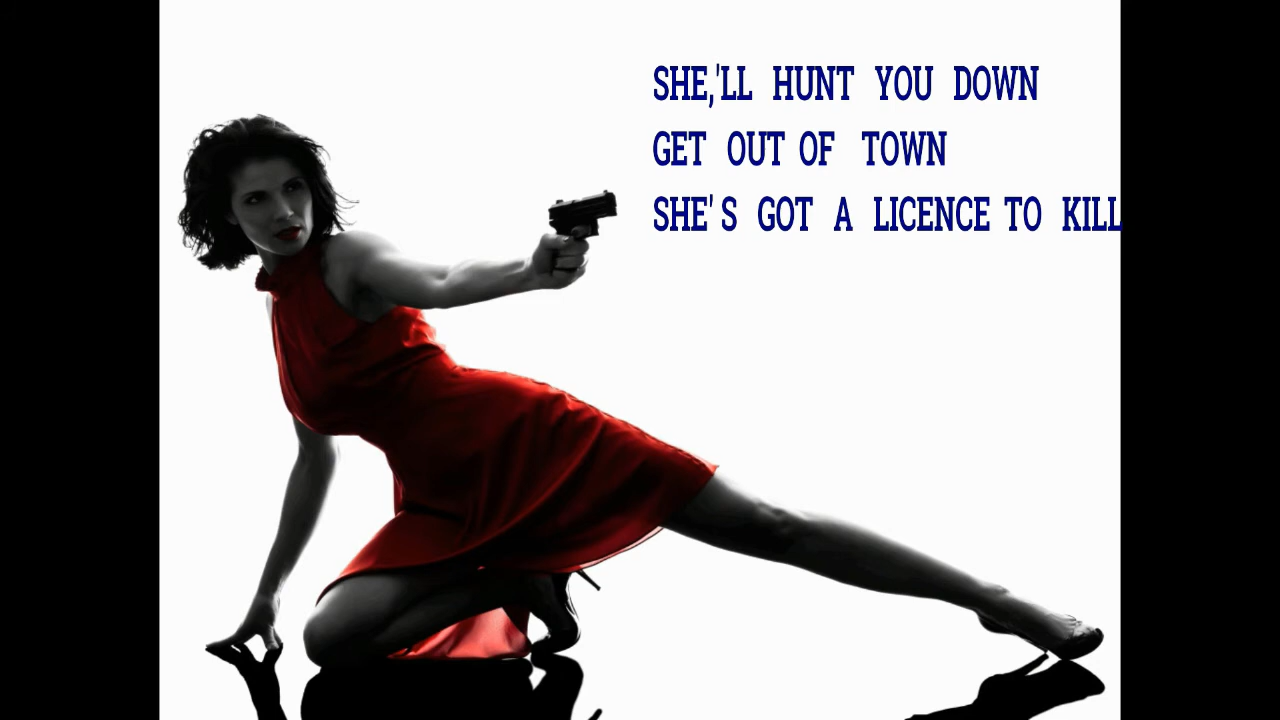 SHE,'LL HUNT YOU DOWN
GET OUT OF TOWN
SHE'S GOT A LICENCE TO KILL